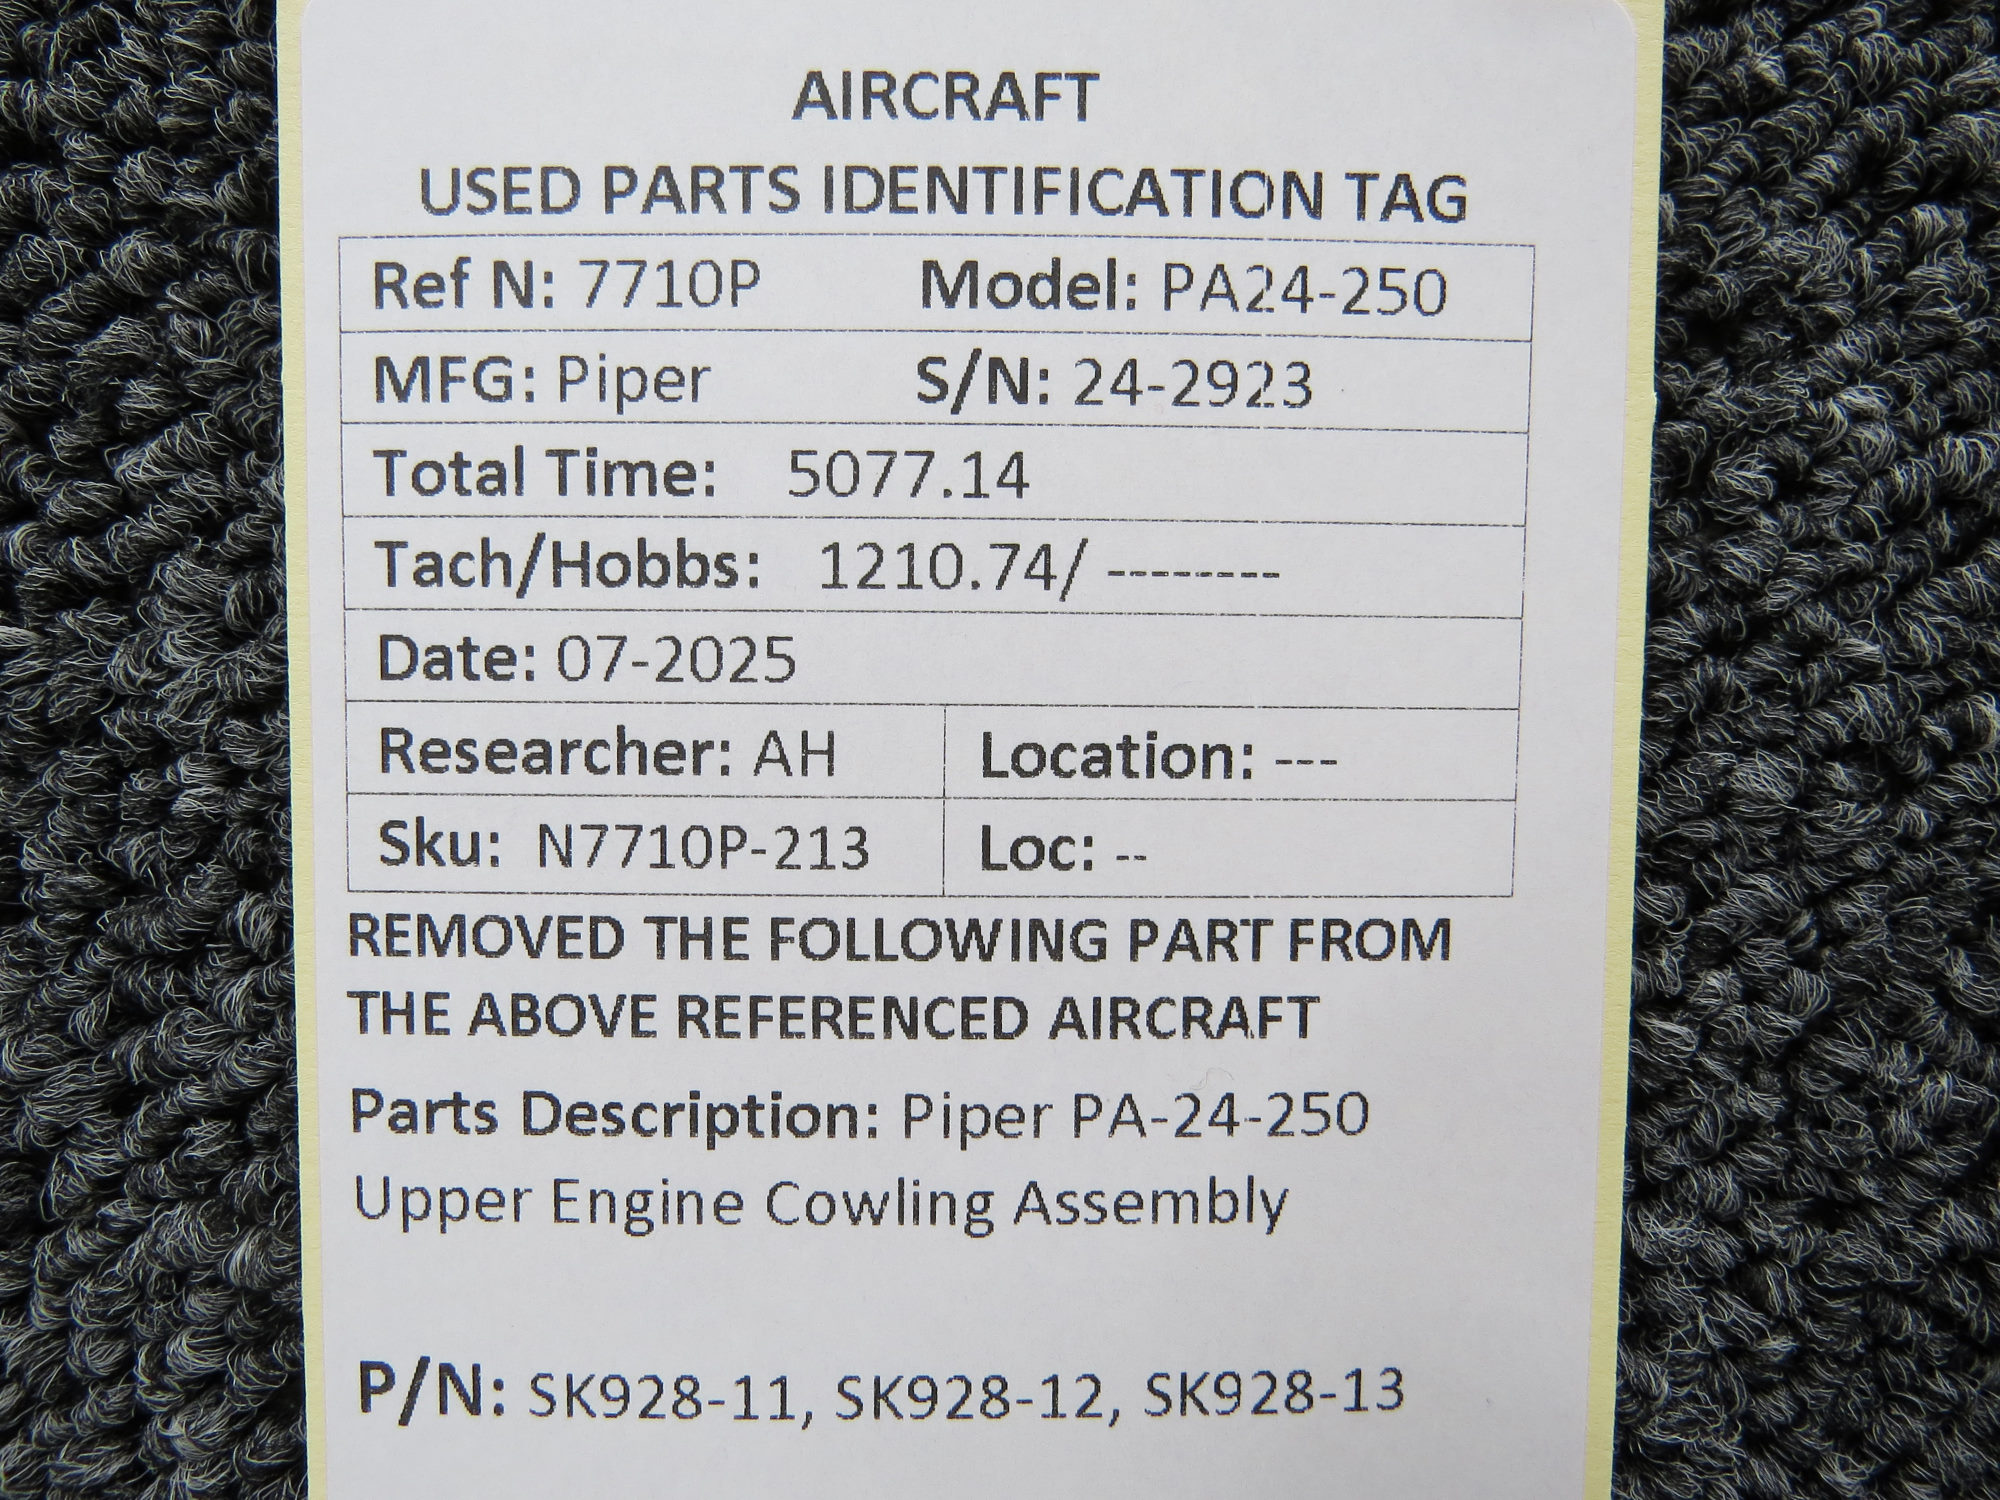 AIRCRAFT
USED PARTS IDENTIFICATION TAG
Ref N: 7710P Model: PA24-250
MFG: Piper S/N: 24-2923
Total Time: 5077.14
Tach/Hobbs: 1210.74/ --------
Date: 07-2025
Researcher: AH Location: ---
Sku: N7710P-213 Loc: --
REMOVED THE FOLLOWING PART FROM
THE ABOVE REFERENCED AIRCRAFT
Parts Description: Piper PA-24-250
Upper Engine Cowling Assembly
P/N: SK928-11, SK928-12, SK928-13